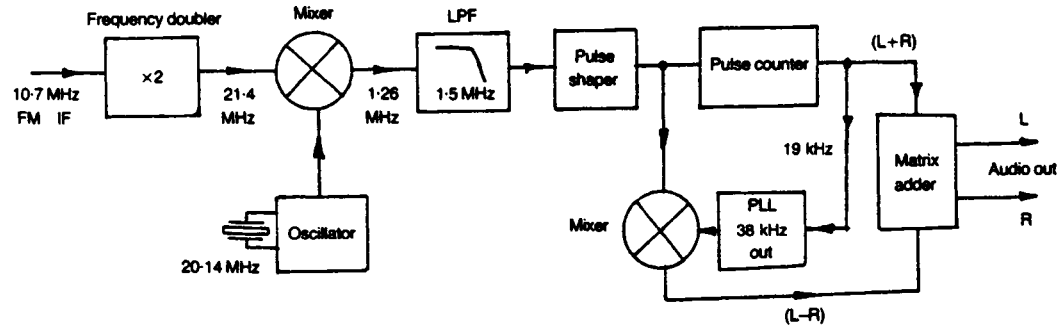 Frequency doubler
Mixer
LPF
×2
10·7 MHz
FM IF
21·4
MHz
1·26
MHz
1·5 MHz
Pulse
shaper
Pulse counter
(L+R)
19 kHz
Matrix
adder
L
Audio out
R
Oscillator
20·14 MHz
Mixer
PLL
38 kHz
out
(L–R)